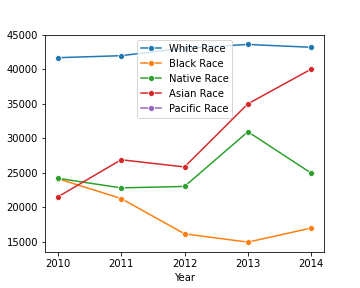 45000
40000
35000
30000
25000
20000
15000
White Race
Black Race
Native Race
Asian Race
Pacific Race
2010 2011 2012 2013 2014
Year